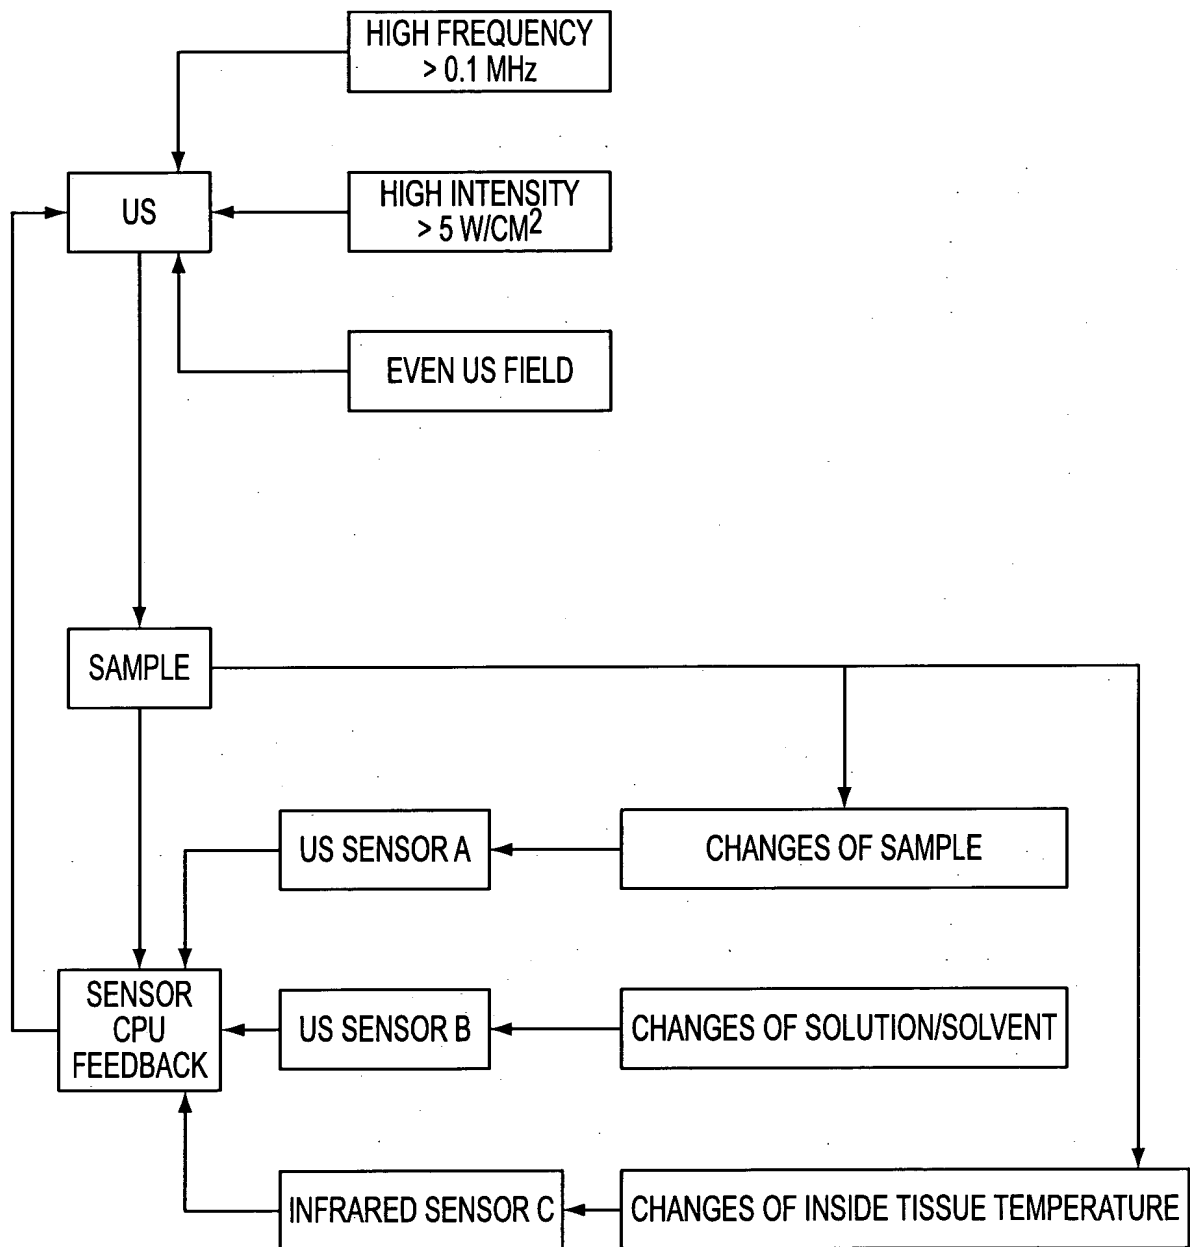 HIGH FREQUENCY
> 0.1 MHz
US
HIGH INTENSITY
> 5 W/CM²
EVEN US FIELD
SAMPLE
US SENSOR A
CHANGES OF SAMPLE
SENSOR
CPU
FEEDBACK
US SENSOR B
CHANGES OF SOLUTION/SOLVENT
INFRARED SENSOR C
CHANGES OF INSIDE TISSUE TEMPERATURE